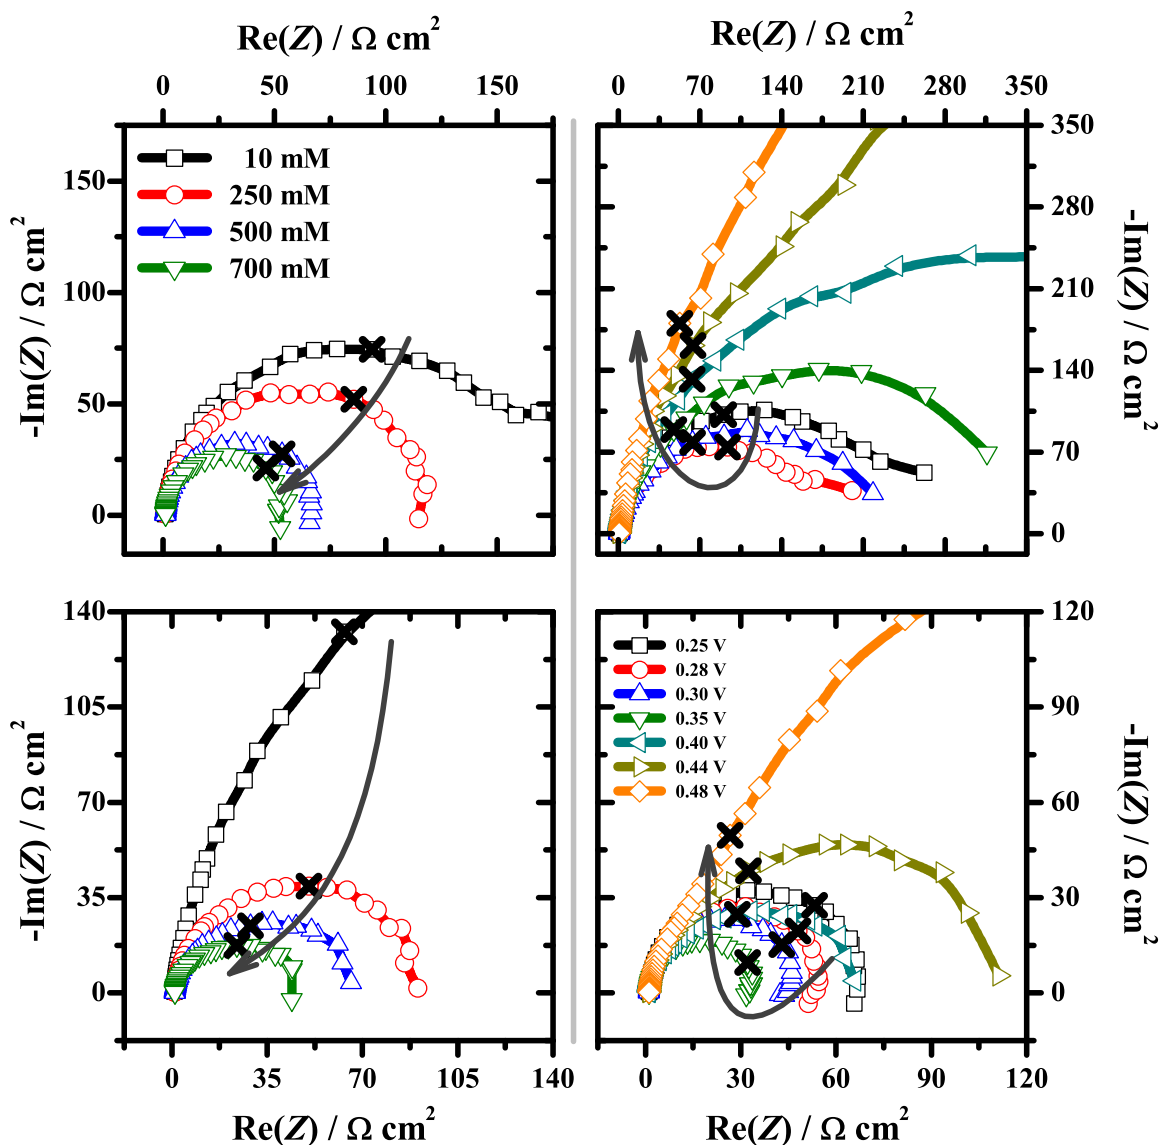 Re(Z) / Ω cm²
0 50 100 150
Re(Z) / Ω cm²
0 70 140 210 280 350
-Im(Z) / Ω cm²
150
100
50
0
10 mM
250 mM
500 mM
700 mM
350
280
210
140
70
0
-Im(Z) / Ω cm²
-Im(Z) / Ω cm²
140
105
70
35
0
0 35 70 105 140
Re(Z) / Ω cm²
0.25 V
0.28 V
0.30 V
0.35 V
0.40 V
0.44 V
0.48 V
120
90
60
30
0
-Im(Z) / Ω cm²
0 30 60 90 120
Re(Z) / Ω cm²